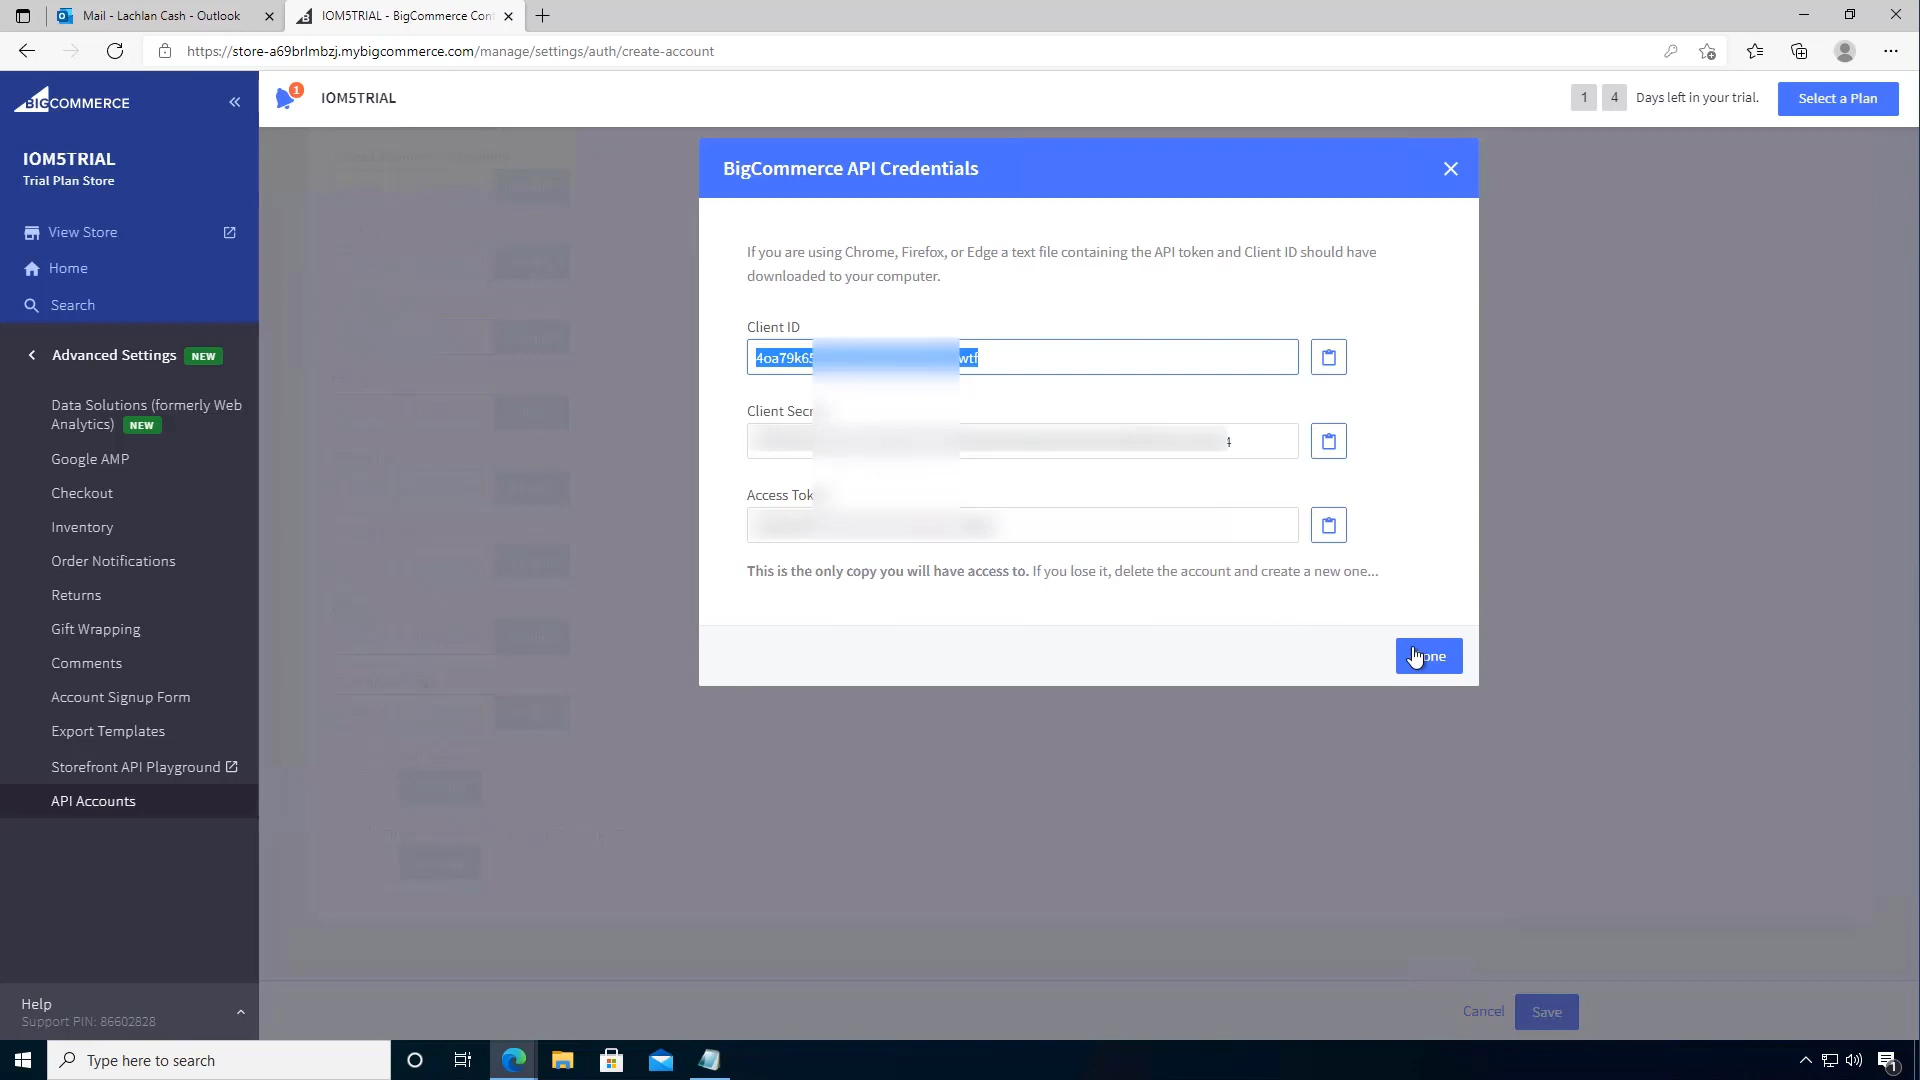 Mail - Lachlan Cash - Outlook
IOM5TRIAL - BigCommerce Cont
https://store-a69brlmbzj.mybigcommerce.com/manage/settings/auth/create-account
BIGCOMMERCE
1
IOM5TRIAL
1 4 Days left in your trial.
Select a Plan
IOM5TRIAL
Trial Plan Store
View Store
Home
Search
Advanced Settings NEW
Data Solutions (formerly Web
Analytics) NEW
Google AMP
Checkout
Inventory
Order Notifications
Returns
Gift Wrapping
Comments
Account Signup Form
Export Templates
Storefront API Playground
API Accounts
Help
Support PIN: 86602828
BigCommerce API Credentials
If you are using Chrome, Firefox, or Edge a text file containing the API token and Client ID should have
downloaded to your computer.
Client ID
4oa79k65
wtf
Client Secr
4
Access Tok
This is the only copy you will have access to. If you lose it, delete the account and create a new one...
one
Cancel
Save
Type here to search
1